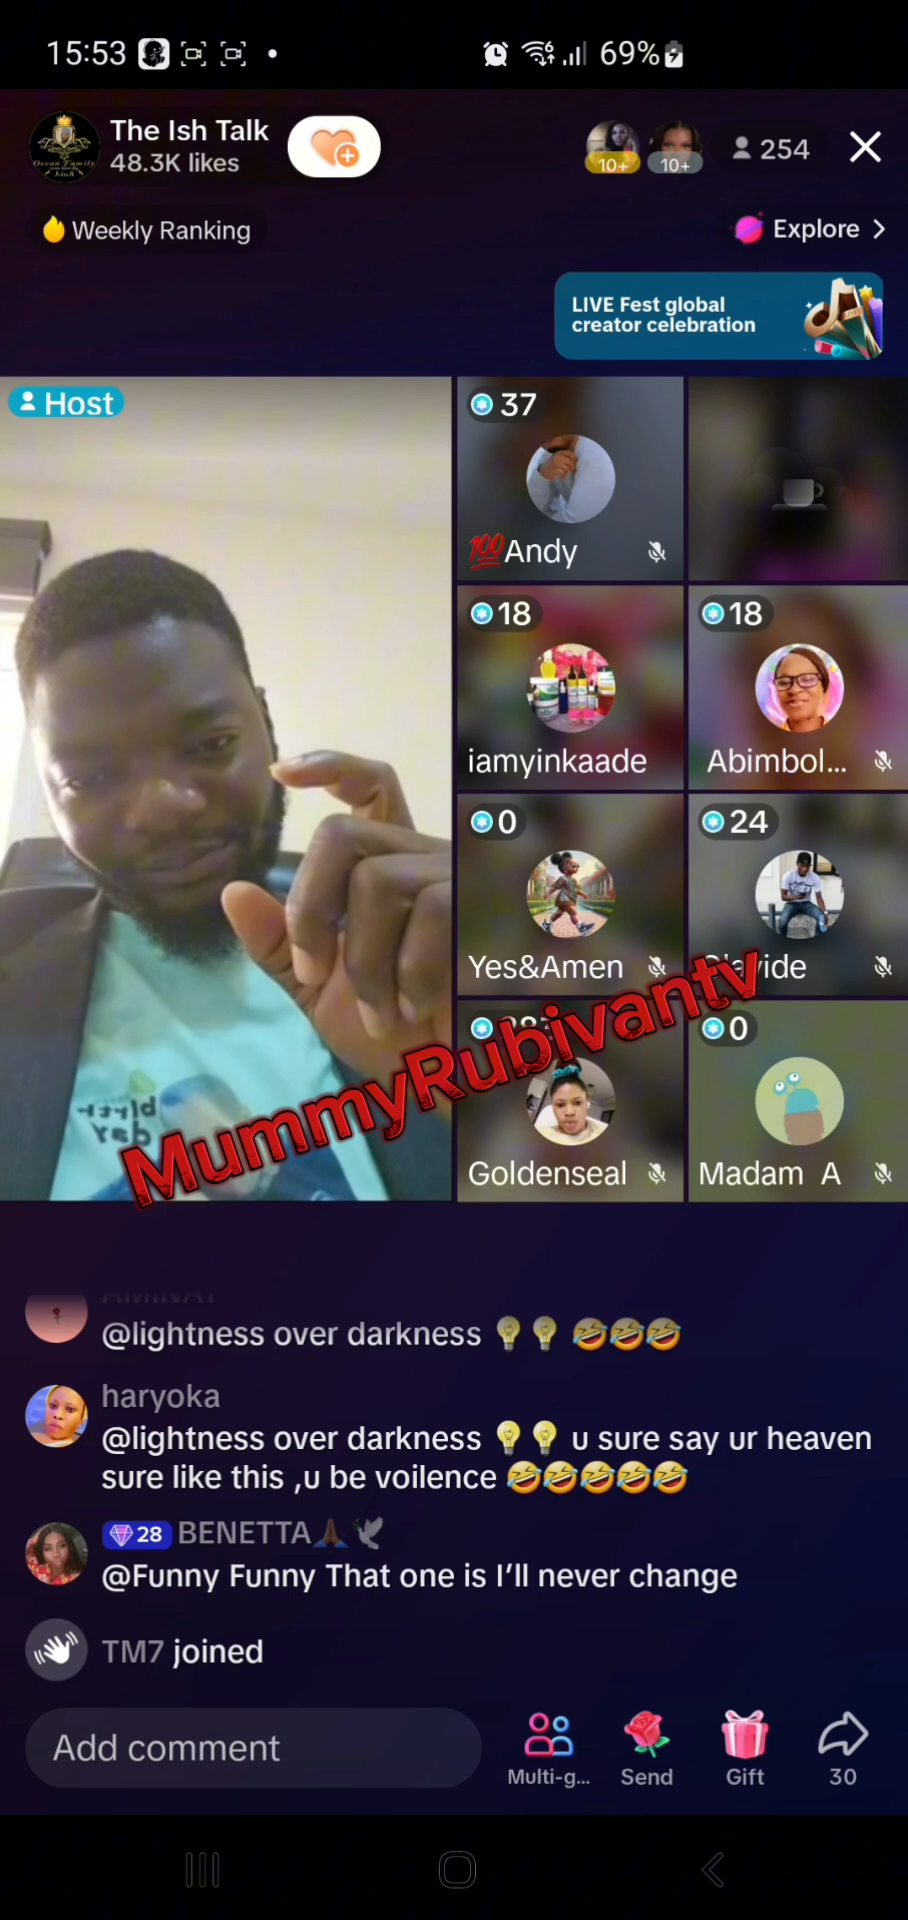 15:53
69%
The Ish Talk
48.3K likes
10+
10+
254
Weekly Ranking
Explore >
LIVE Fest global
creator celebration
Host
37
💯Andy
18
iamyinkaade
18
Abimbol...
0
Yes&Amen
24
MummyRubivantv
0
Goldenseal
Madam A
birth
day
@lightness over darkness 💡💡 🤣🤣🤣
haryoka
@lightness over darkness 💡💡 u sure say ur heaven
sure like this ,u be voilence 🤣🤣🤣🤣🤣
28 BENETTA🙏🏾🕊️
@Funny Funny That one is I'll never change
TM7 joined
Add comment
Multi-g...
Send
Gift
30